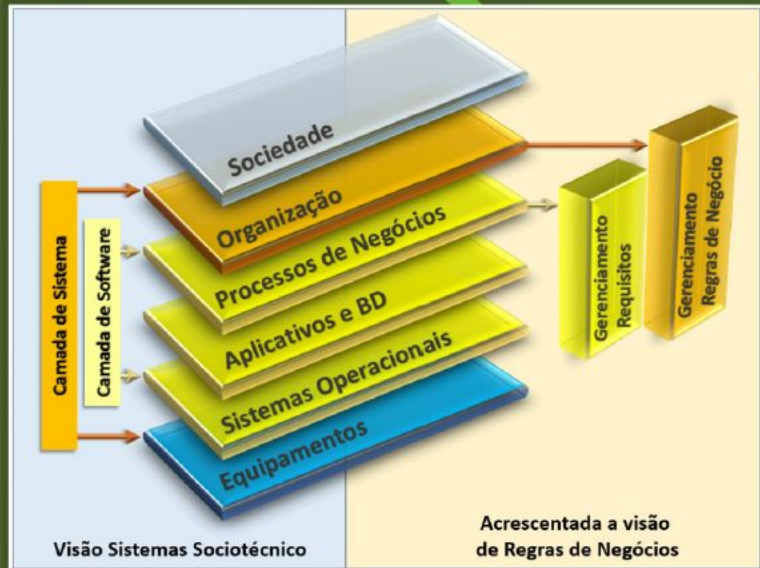 Sociedade
Organização
Processos de Negócios
Aplicativos e BD
Sistemas Operacionais
Equipamentos
Camada de Sistema
Camada de Software
Gerenciamento
Requisitos
Gerenciamento
Regras de Negócio
Visão Sistemas Sociotécnico
Acrescentada a visão
de Regras de Negócios